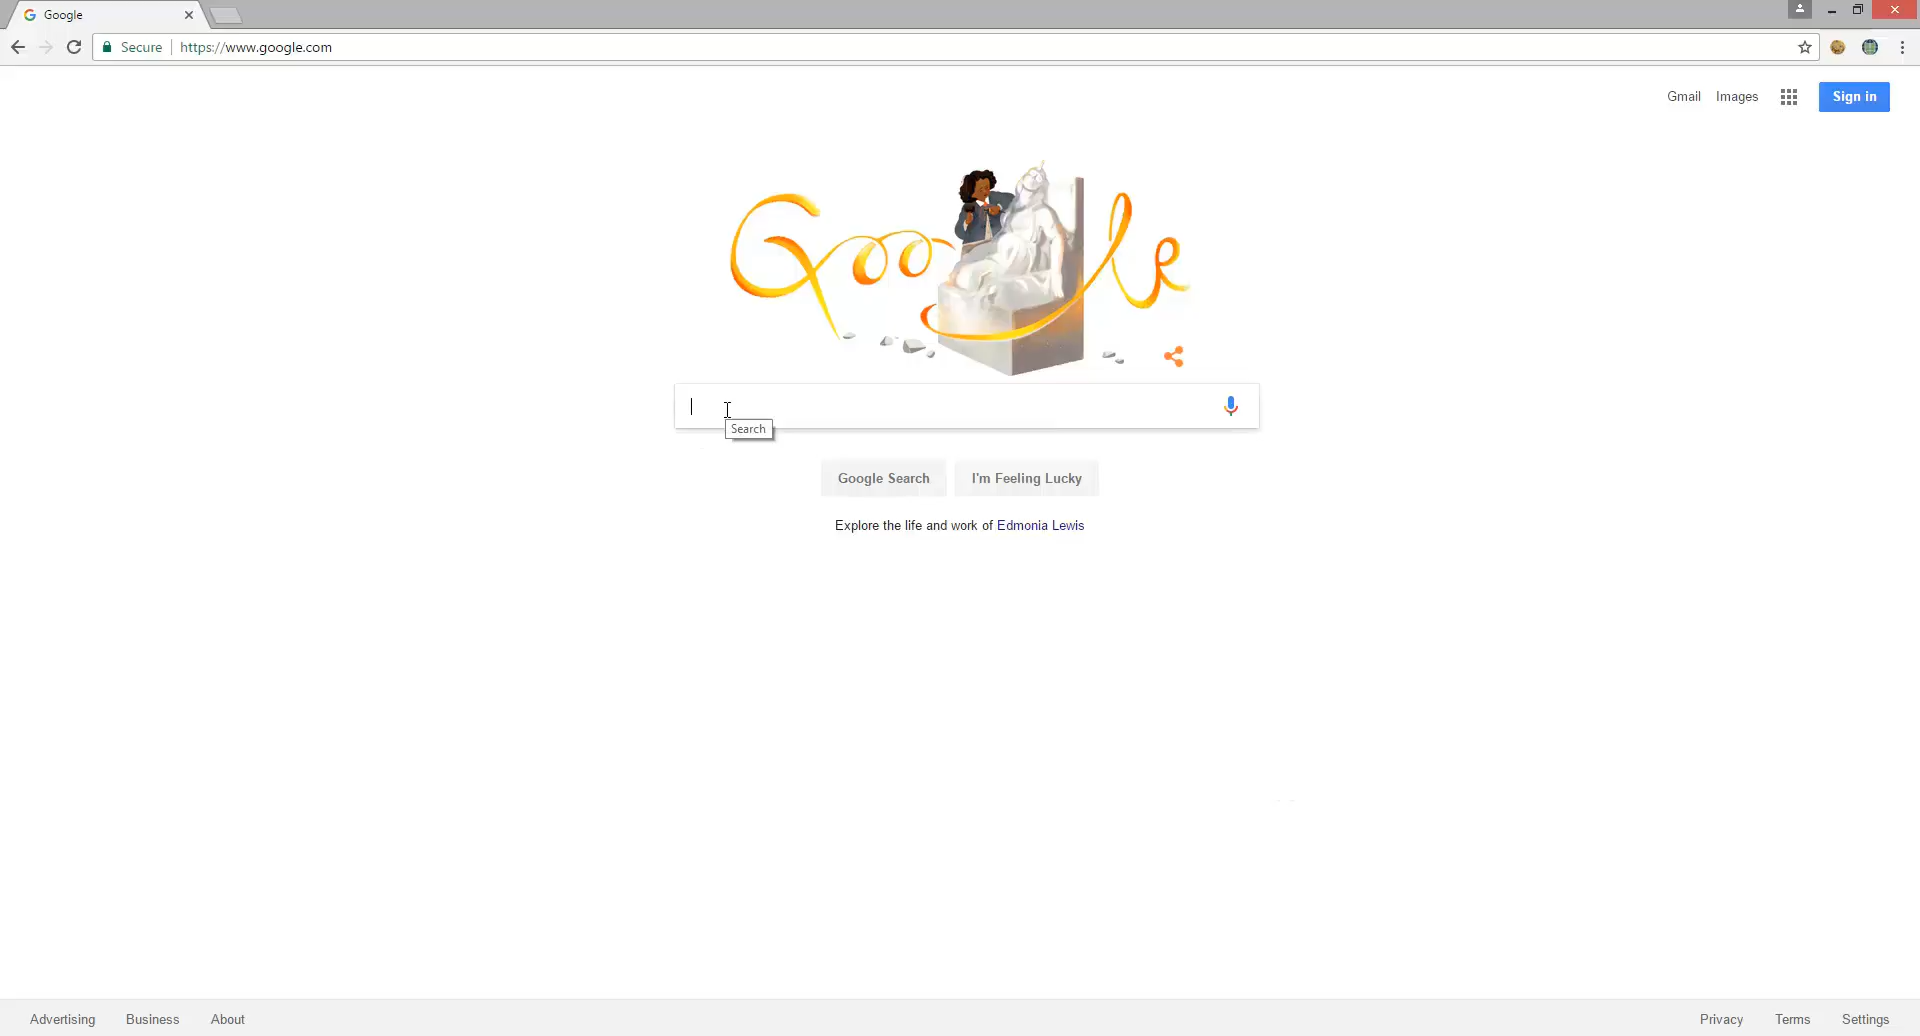 Google
Secure https://www.google.com
Gmail Images Sign in
Google
Search
Google Search I'm Feeling Lucky
Explore the life and work of Edmonia Lewis
Advertising Business About Privacy Terms Settings